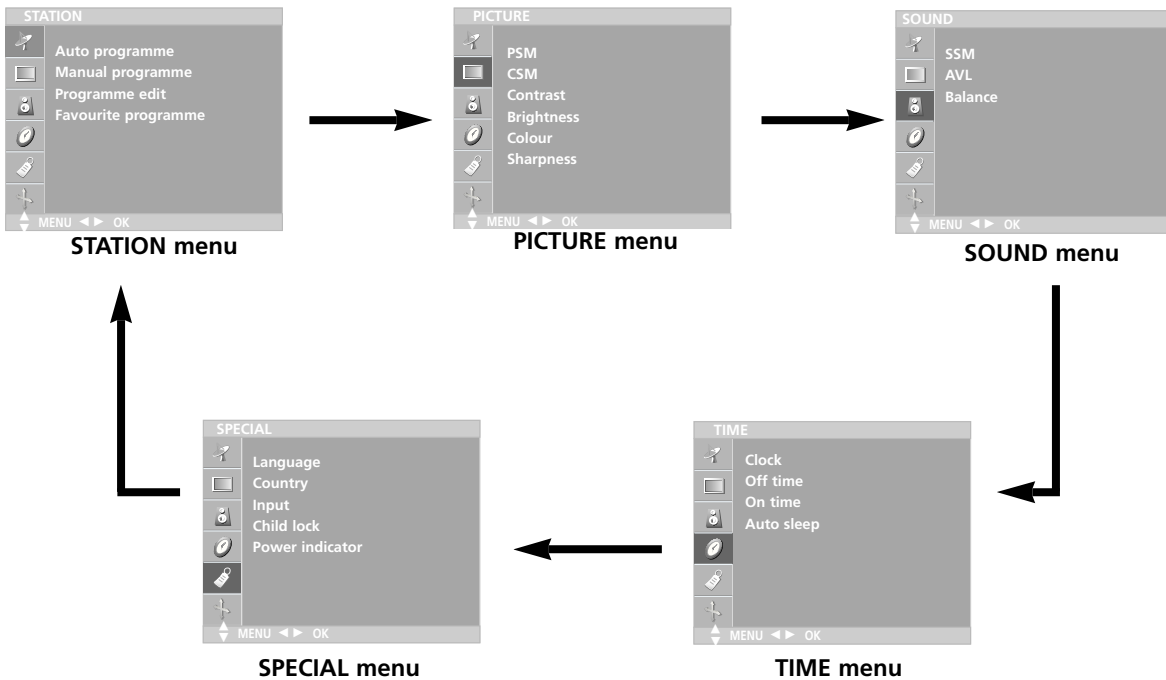 STATION
Auto programme
Manual programme
Programme edit
Favourite programme
MENU ◄ ► OK
STATION menu
PICTURE
PSM
CSM
Contrast
Brightness
Colour
Sharpness
MENU ◄ ► OK
PICTURE menu
SOUND
SSM
AVL
Balance
MENU ◄ ► OK
SOUND menu
SPECIAL
Language
Country
Input
Child lock
Power indicator
MENU ◄ ► OK
SPECIAL menu
TIME
Clock
Off time
On time
Auto sleep
MENU ◄ ► OK
TIME menu